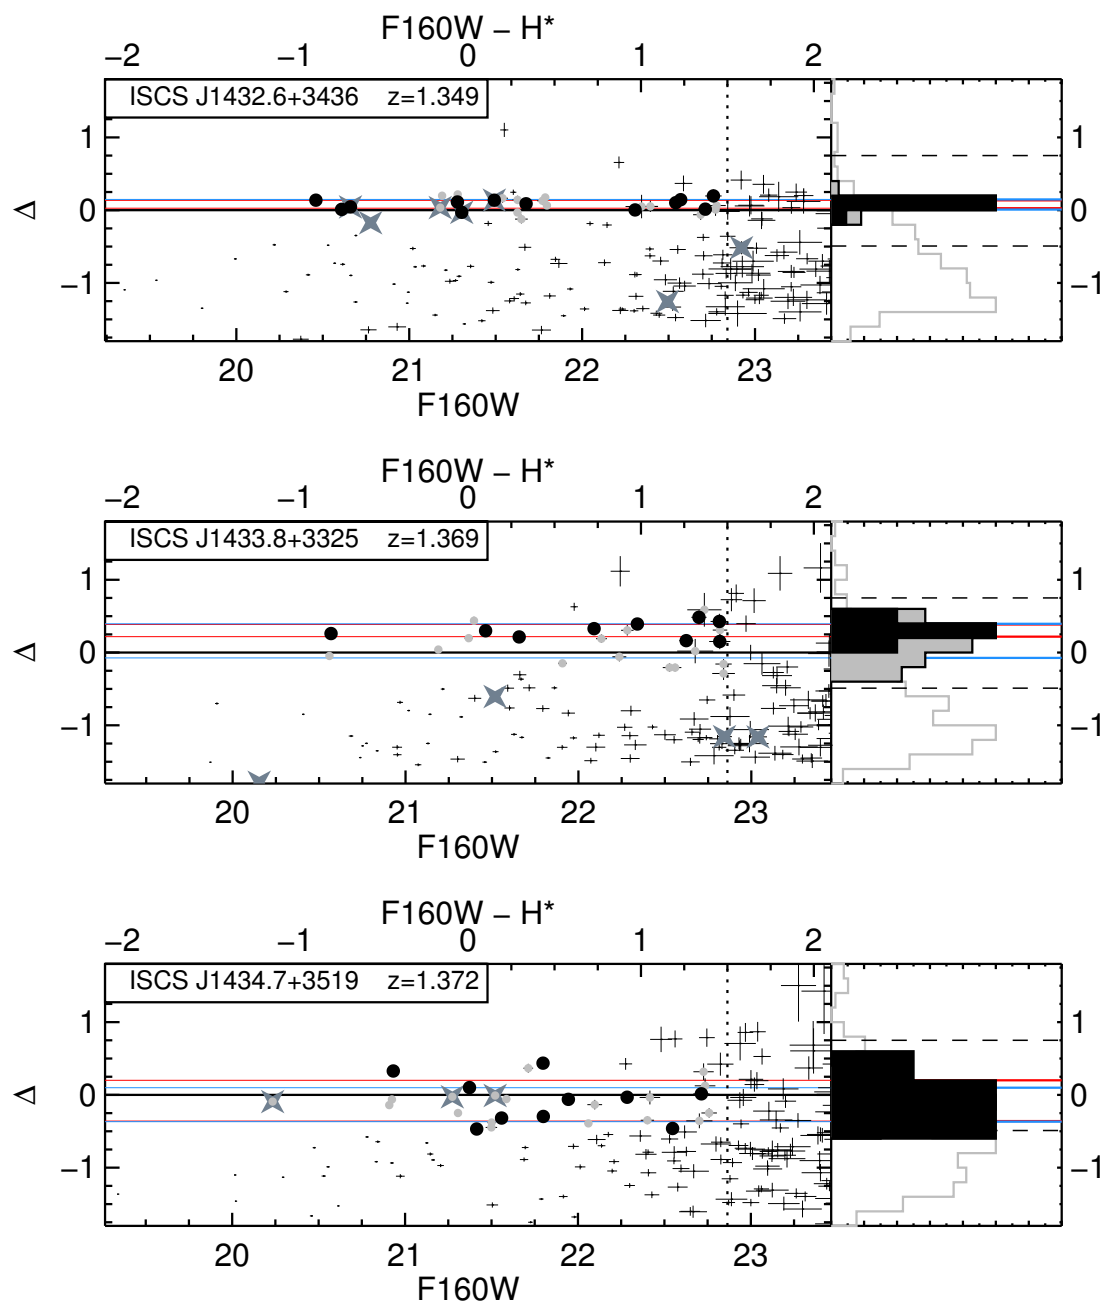 F160W − H*
−2 −1 0 1 2
ISCS J1432.6+3436 z=1.349
1 1
Δ 0 0
−1 −1
20 21 22 23
F160W
F160W − H*
−2 −1 0 1 2
ISCS J1433.8+3325 z=1.369
1 1
Δ 0 0
−1 −1
20 21 22 23
F160W
F160W − H*
−2 −1 0 1 2
ISCS J1434.7+3519 z=1.372
1 1
Δ 0 0
−1 −1
20 21 22 23
F160W